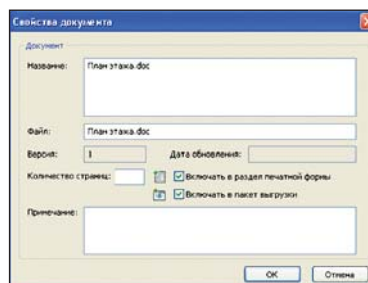 Свойства документа
Документ
Название: План этажа.doc
Файл: План этажа.doc
Версия: 1 Дата обновления:
Количество страниц: Включать в раздел печатной формы
Включать в пакет выгрузки
Примечание:
OK Отмена